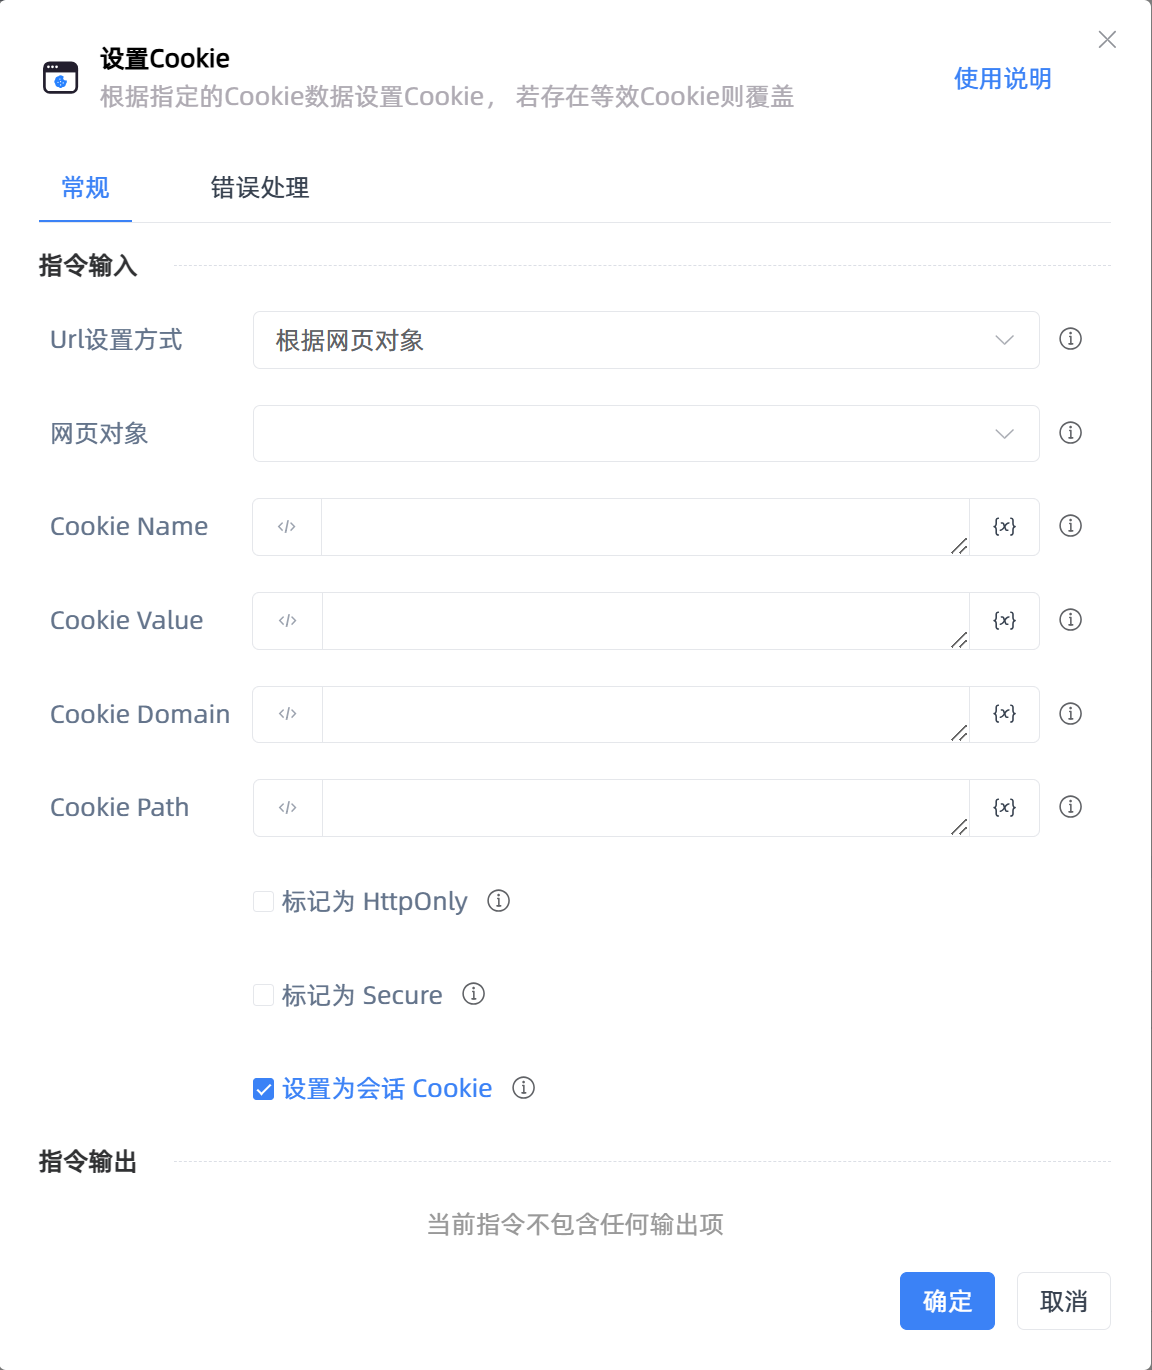 设置Cookie
根据指定的Cookie数据设置Cookie，若存在等效Cookie则覆盖
使用说明
常规
错误处理
指令输入
Url设置方式
根据网页对象
网页对象
Cookie Name
</>
{x}
Cookie Value
</>
{x}
Cookie Domain
</>
{x}
Cookie Path
</>
{x}
标记为 HttpOnly
标记为 Secure
设置为会话 Cookie
指令输出
当前指令不包含任何输出项
确定
取消